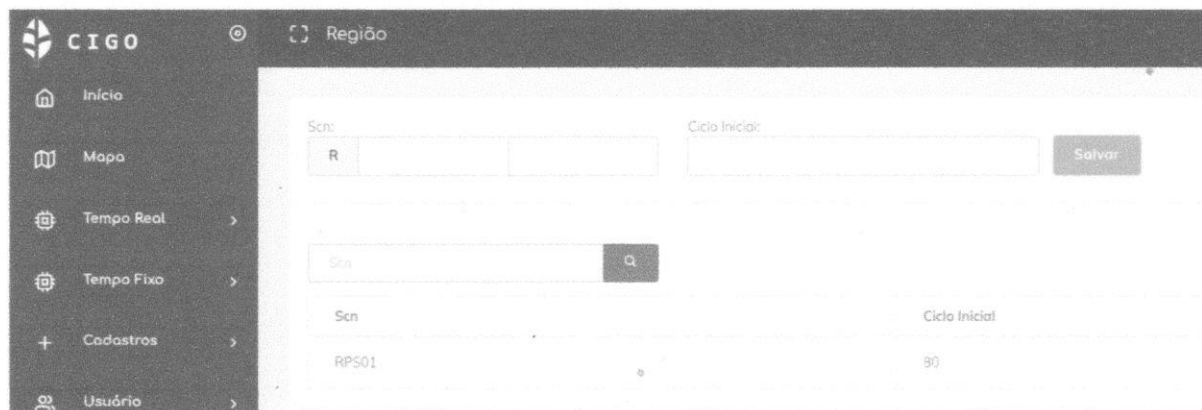 CIGO
Região
Início
Mapa
Tempo Real
Tempo Fixo
Cadastros
Usuário
Scn:
Ciclo Inicial:
R
Salvar
Scn
Scn
Ciclo Inicial
RPS01
80